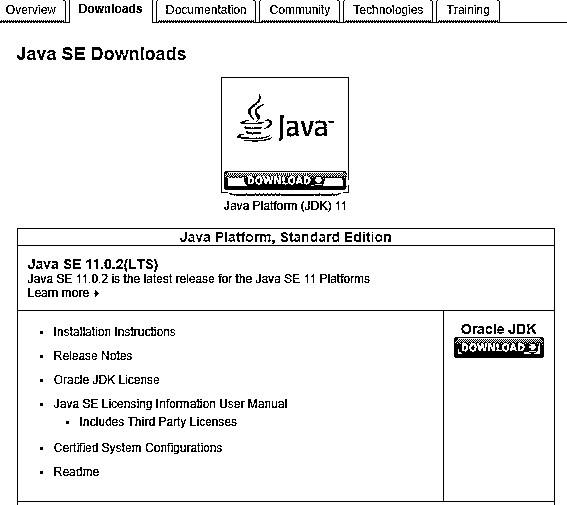 Overview
Downloads
Documentation
Community
Technologies
Training
Java SE Downloads
Java™
DOWNLOAD
Java Platform (JDK) 11
Java Platform, Standard Edition
Java SE 11.0.2(LTS)
Java SE 11.0.2 is the latest release for the Java SE 11 Platforms
Learn more
Installation Instructions
Release Notes
Oracle JDK License
Java SE Licensing Information User Manual
Includes Third Party Licenses
Certified System Configurations
Readme
Oracle JDK
DOWNLOAD